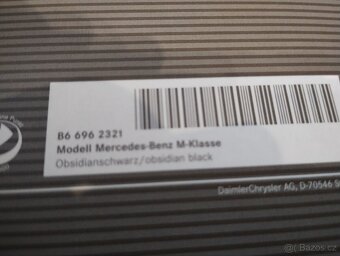 B6 696 2321
Modell Mercedes-Benz M-Klasse
Obsidianschwarz/obsidian black
DaimlerChrysler AG, D-70546
Bazos.cz